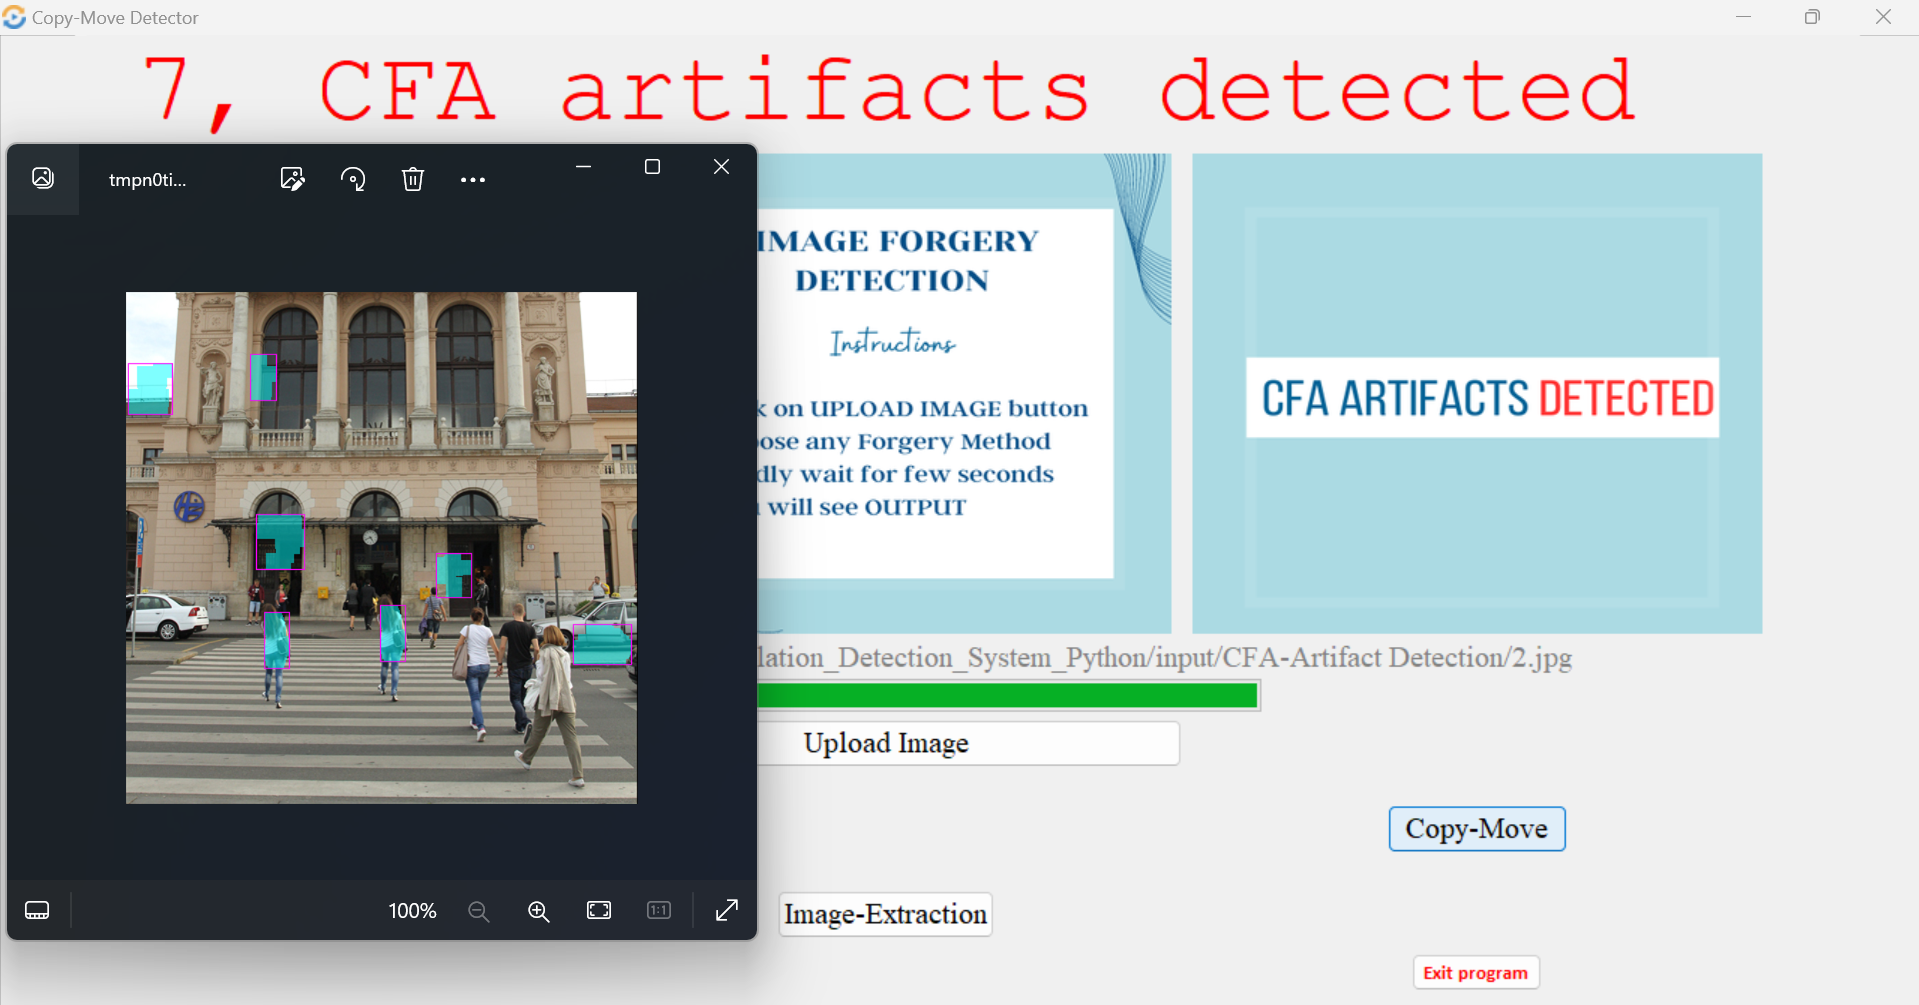 Copy-Move Detector
7, CFA artifacts detected
tmpn0ti...
IMAGE FORGERY
DETECTION
Instructions
k on UPLOAD IMAGE button
ose any Forgery Method
dly wait for few seconds
will see OUTPUT
CFA ARTIFACTS DETECTED
lation_Detection_System_Python/input/CFA-Artifact Detection/2.jpg
Upload Image
Copy-Move
100%
1:1
Image-Extraction
Exit program